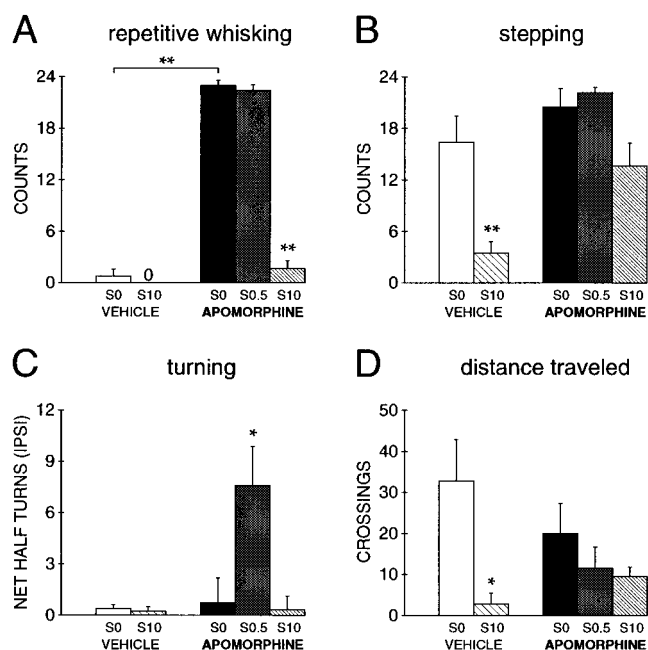 A
repetitive whisking
**
COUNTS
24
18
12
6
0
0
**
S0 S10 S0 S0.5 S10
VEHICLE APOMORPHINE
B
stepping
COUNTS
24
18
12
6
0
**
S0 S10 S0 S0.5 S10
VEHICLE APOMORPHINE
C
turning
NET HALF TURNS (IPSI)
12
9
6
3
0
*
S0 S10 S0 S0.5 S10
VEHICLE APOMORPHINE
D
distance traveled
CROSSINGS
50
40
30
20
10
0
*
S0 S10 S0 S0.5 S10
VEHICLE APOMORPHINE